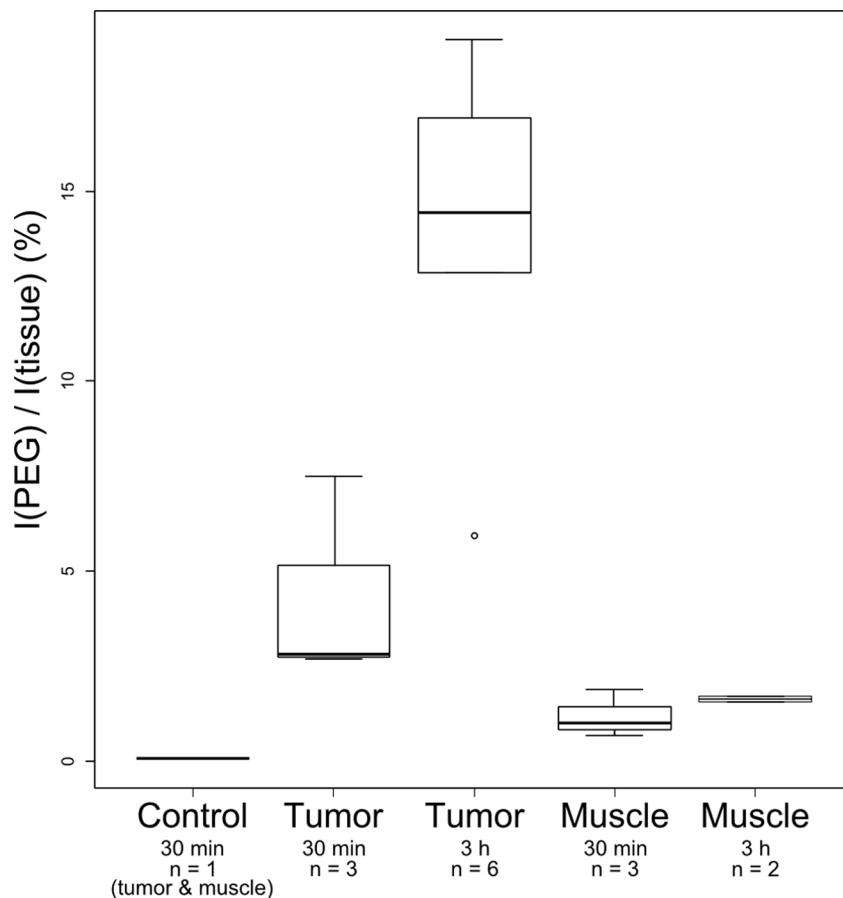 I(PEG) / I(tissue) (%)
15
10
5
0
Control Tumor Tumor Muscle Muscle
30 min 30 min 3 h 30 min 3 h
n = 1 n = 3 n = 6 n = 3 n = 2
(tumor & muscle)